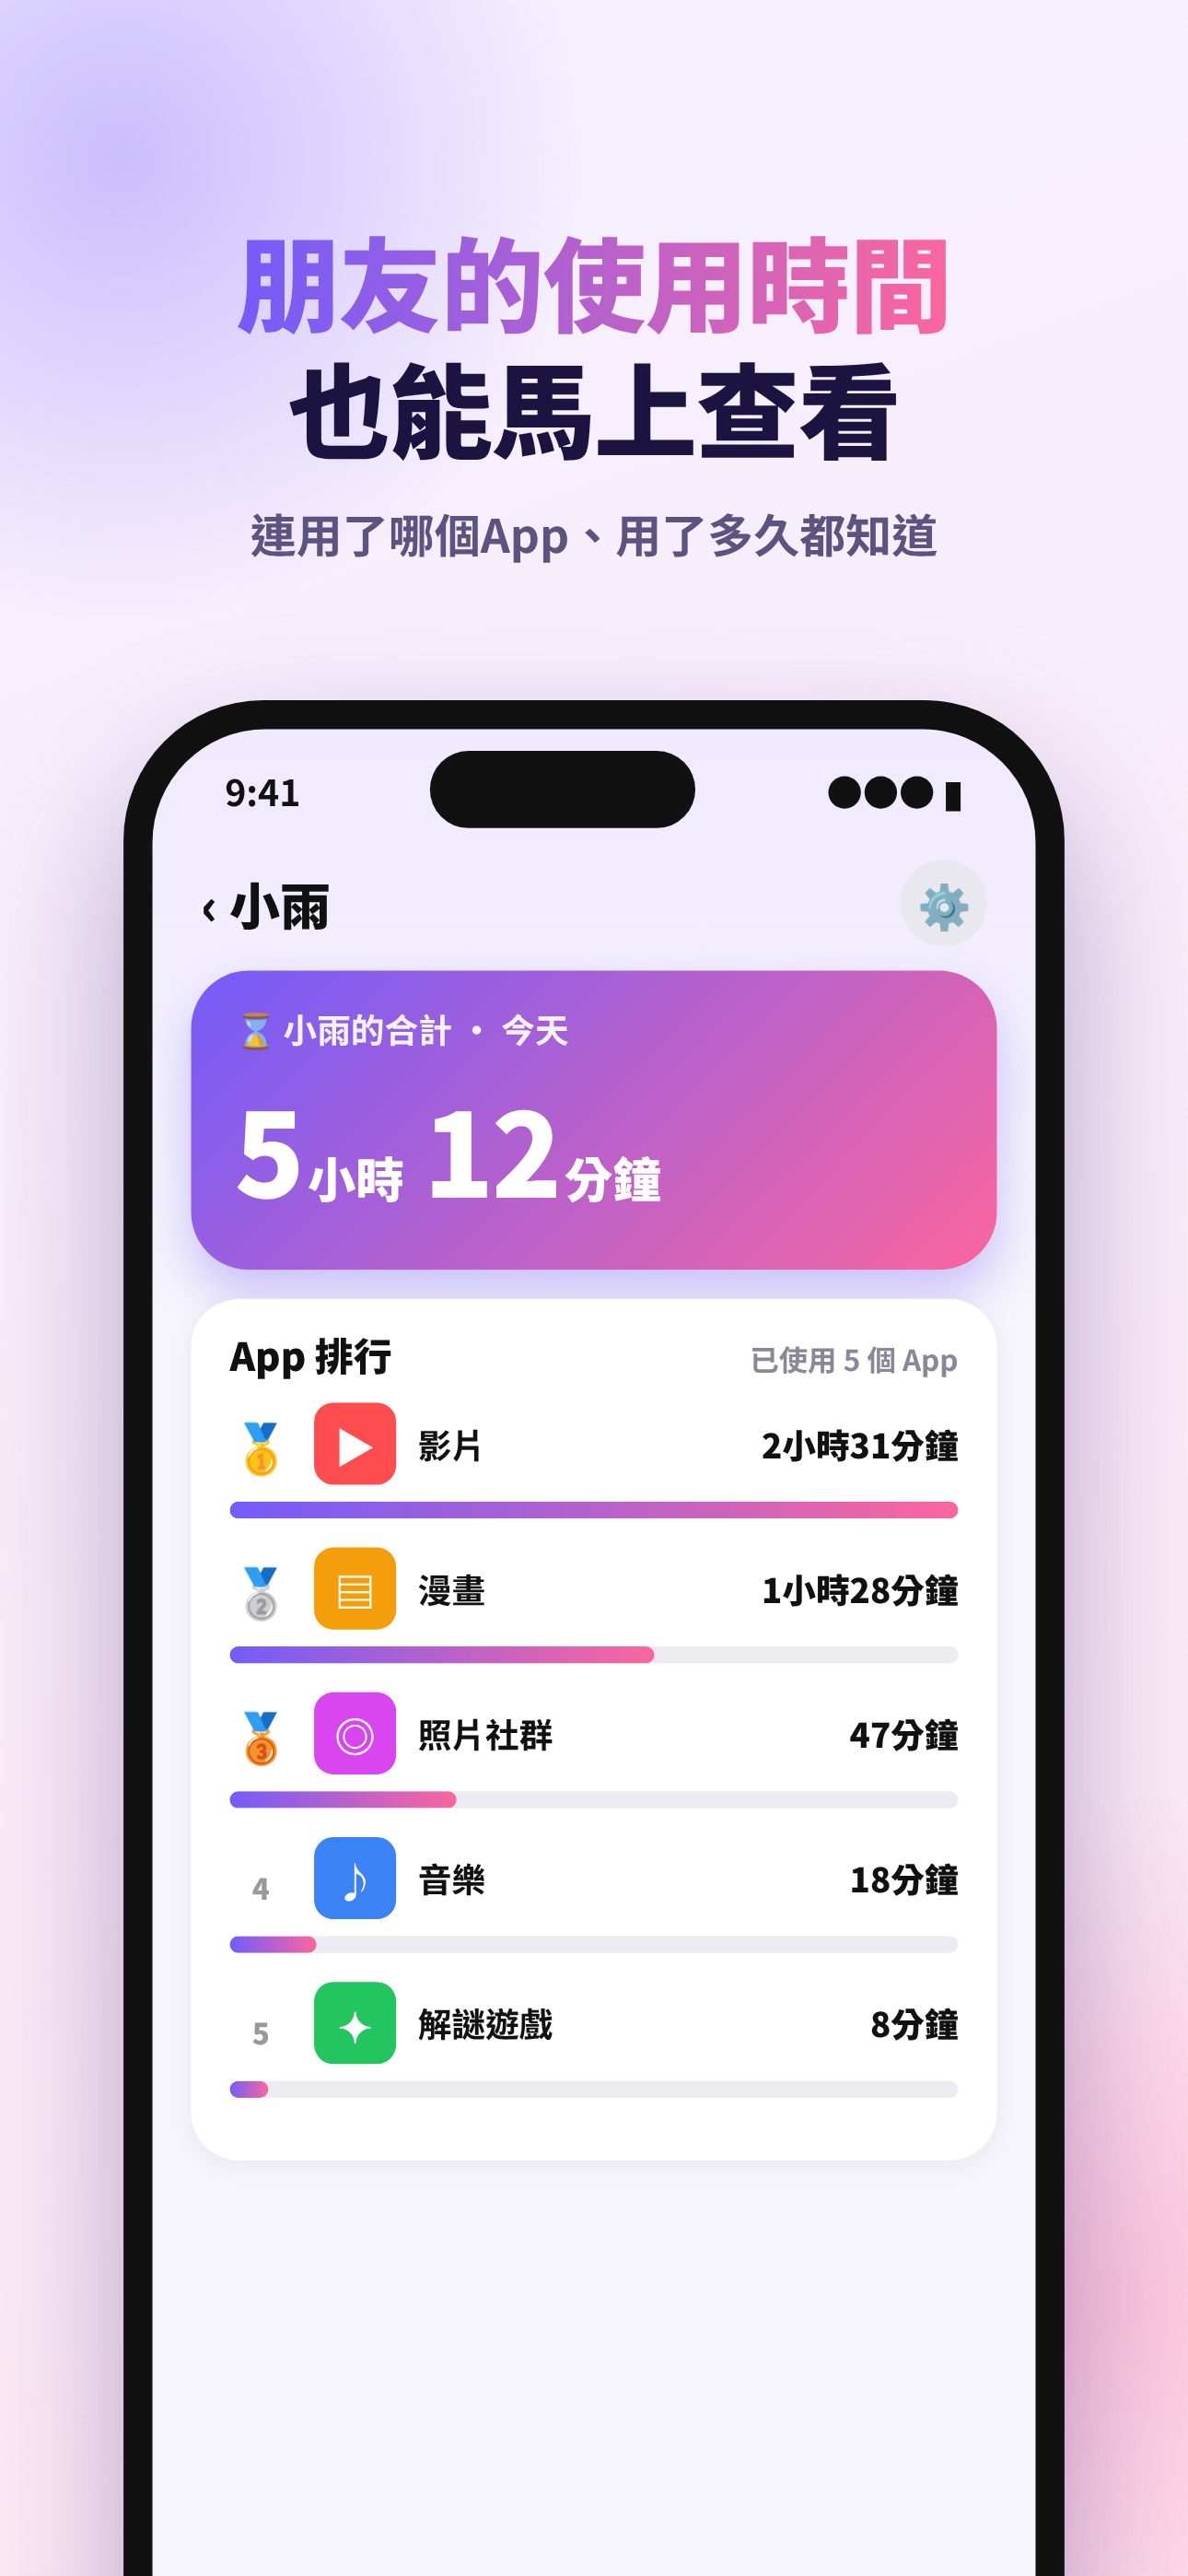 朋友的使用時間
也能馬上查看
連用了哪個App、用了多久都知道
9:41
‹ 小雨
小雨的合計 · 今天
5小時 12分鐘
App 排行
已使用 5 個 App
1 影片 2小時31分鐘
2 漫畫 1小時28分鐘
3 照片社群 47分鐘
4 音樂 18分鐘
5 解謎遊戲 8分鐘